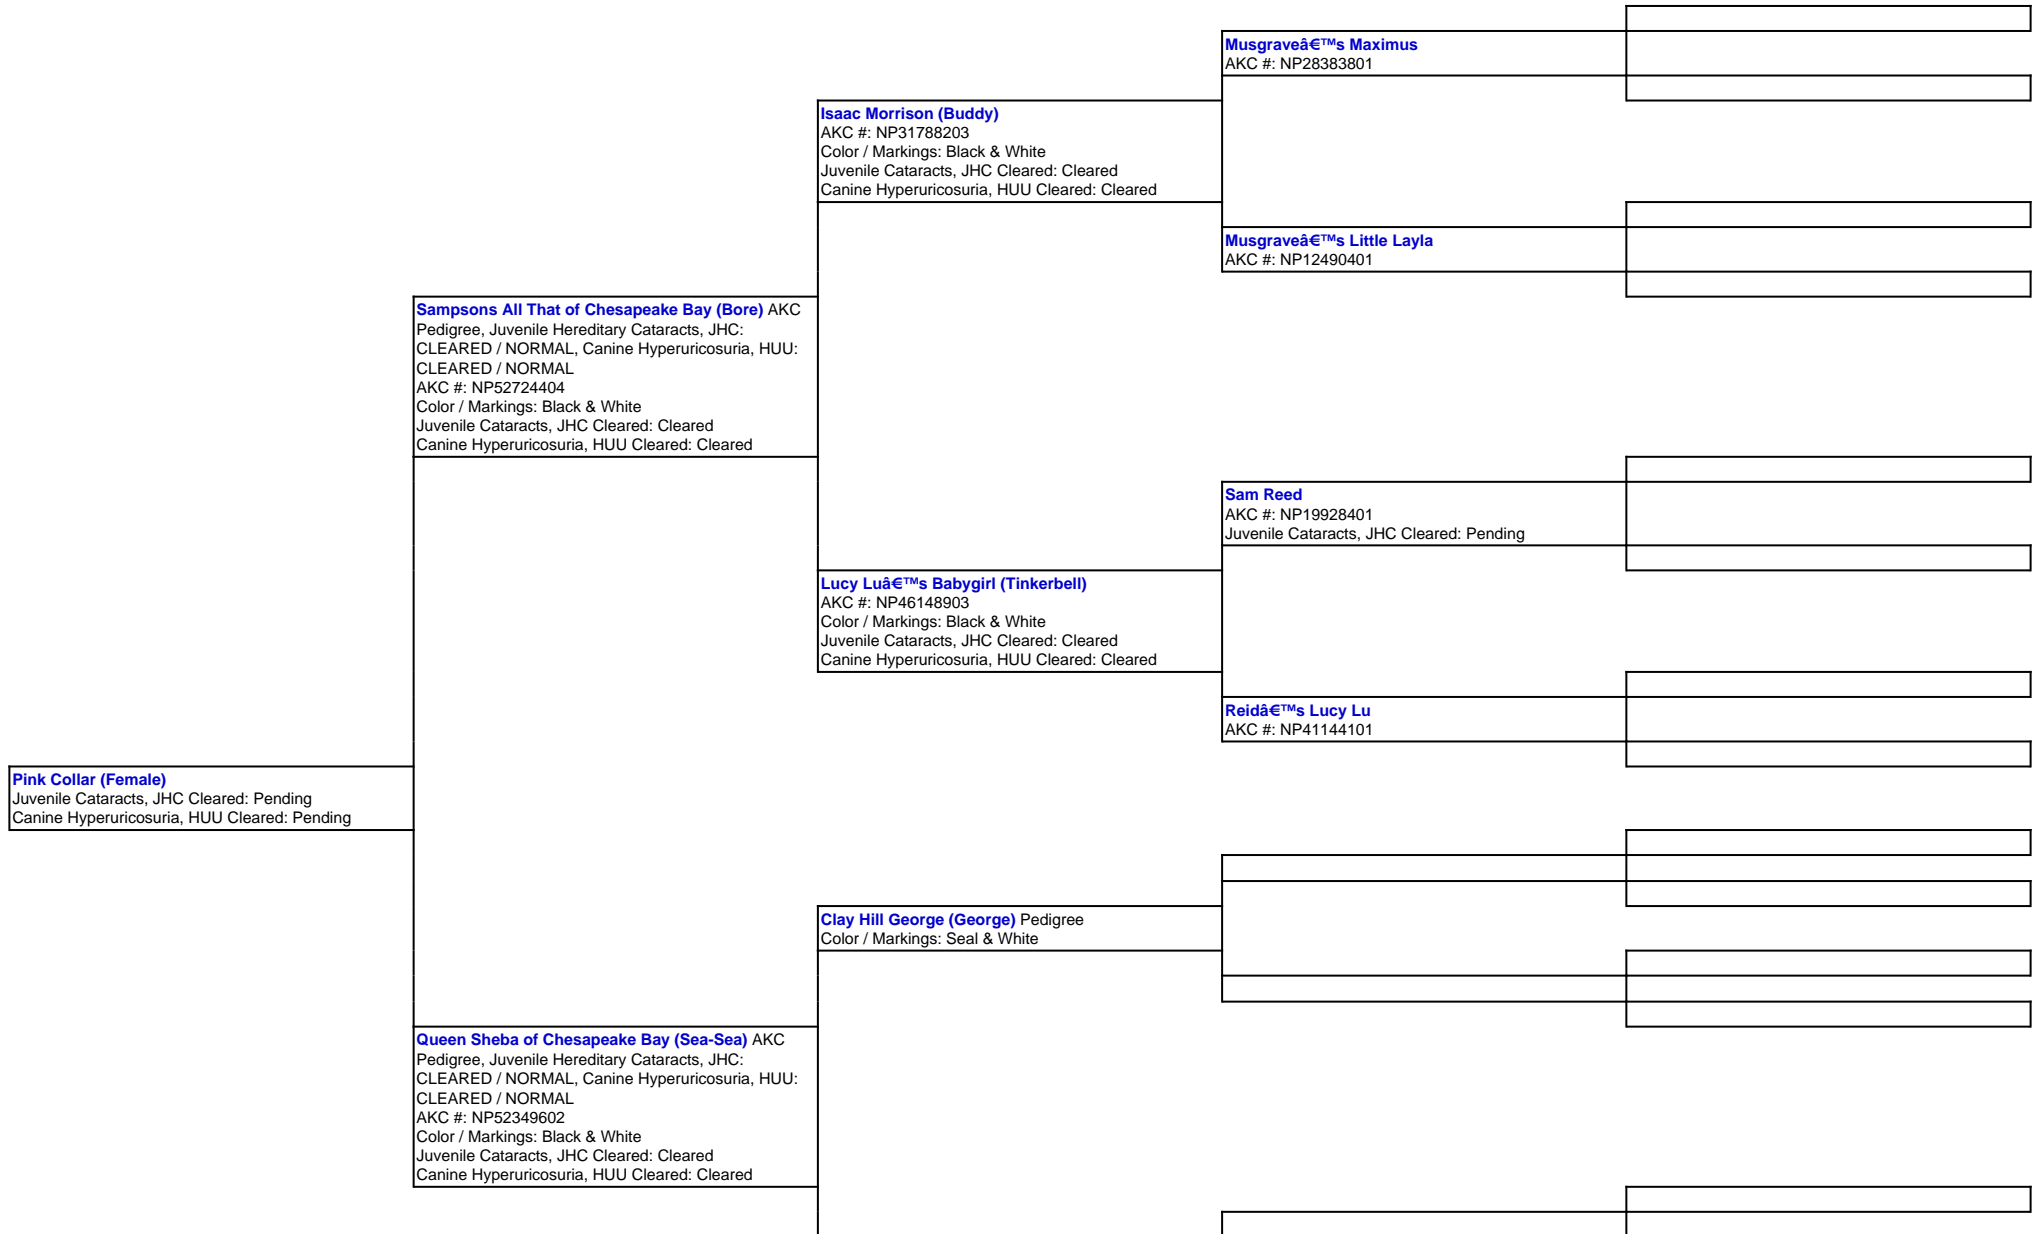 Musgraveâ€™s Maximus
AKC #: NP28383801
Isaac Morrison (Buddy)
AKC #: NP31788203
Color / Markings: Black & White
Juvenile Cataracts, JHC Cleared: Cleared
Canine Hyperuricosuria, HUU Cleared: Cleared
Musgraveâ€™s Little Layla
AKC #: NP12490401
Sampsons All That of Chesapeake Bay (Bore) AKC
Pedigree, Juvenile Hereditary Cataracts, JHC:
CLEARED / NORMAL, Canine Hyperuricosuria, HUU:
CLEARED / NORMAL
AKC #: NP52724404
Color / Markings: Black & White
Juvenile Cataracts, JHC Cleared: Cleared
Canine Hyperuricosuria, HUU Cleared: Cleared
Sam Reed
AKC #: NP19928401
Juvenile Cataracts, JHC Cleared: Pending
Lucy Luâ€™s Babygirl (Tinkerbell)
AKC #: NP46148903
Color / Markings: Black & White
Juvenile Cataracts, JHC Cleared: Cleared
Canine Hyperuricosuria, HUU Cleared: Cleared
Reidâ€™s Lucy Lu
AKC #: NP41144101
Pink Collar (Female)
Juvenile Cataracts, JHC Cleared: Pending
Canine Hyperuricosuria, HUU Cleared: Pending
Clay Hill George (George) Pedigree
Color / Markings: Seal & White
Queen Sheba of Chesapeake Bay (Sea-Sea) AKC
Pedigree, Juvenile Hereditary Cataracts, JHC:
CLEARED / NORMAL, Canine Hyperuricosuria, HUU:
CLEARED / NORMAL
AKC #: NP52349602
Color / Markings: Black & White
Juvenile Cataracts, JHC Cleared: Cleared
Canine Hyperuricosuria, HUU Cleared: Cleared